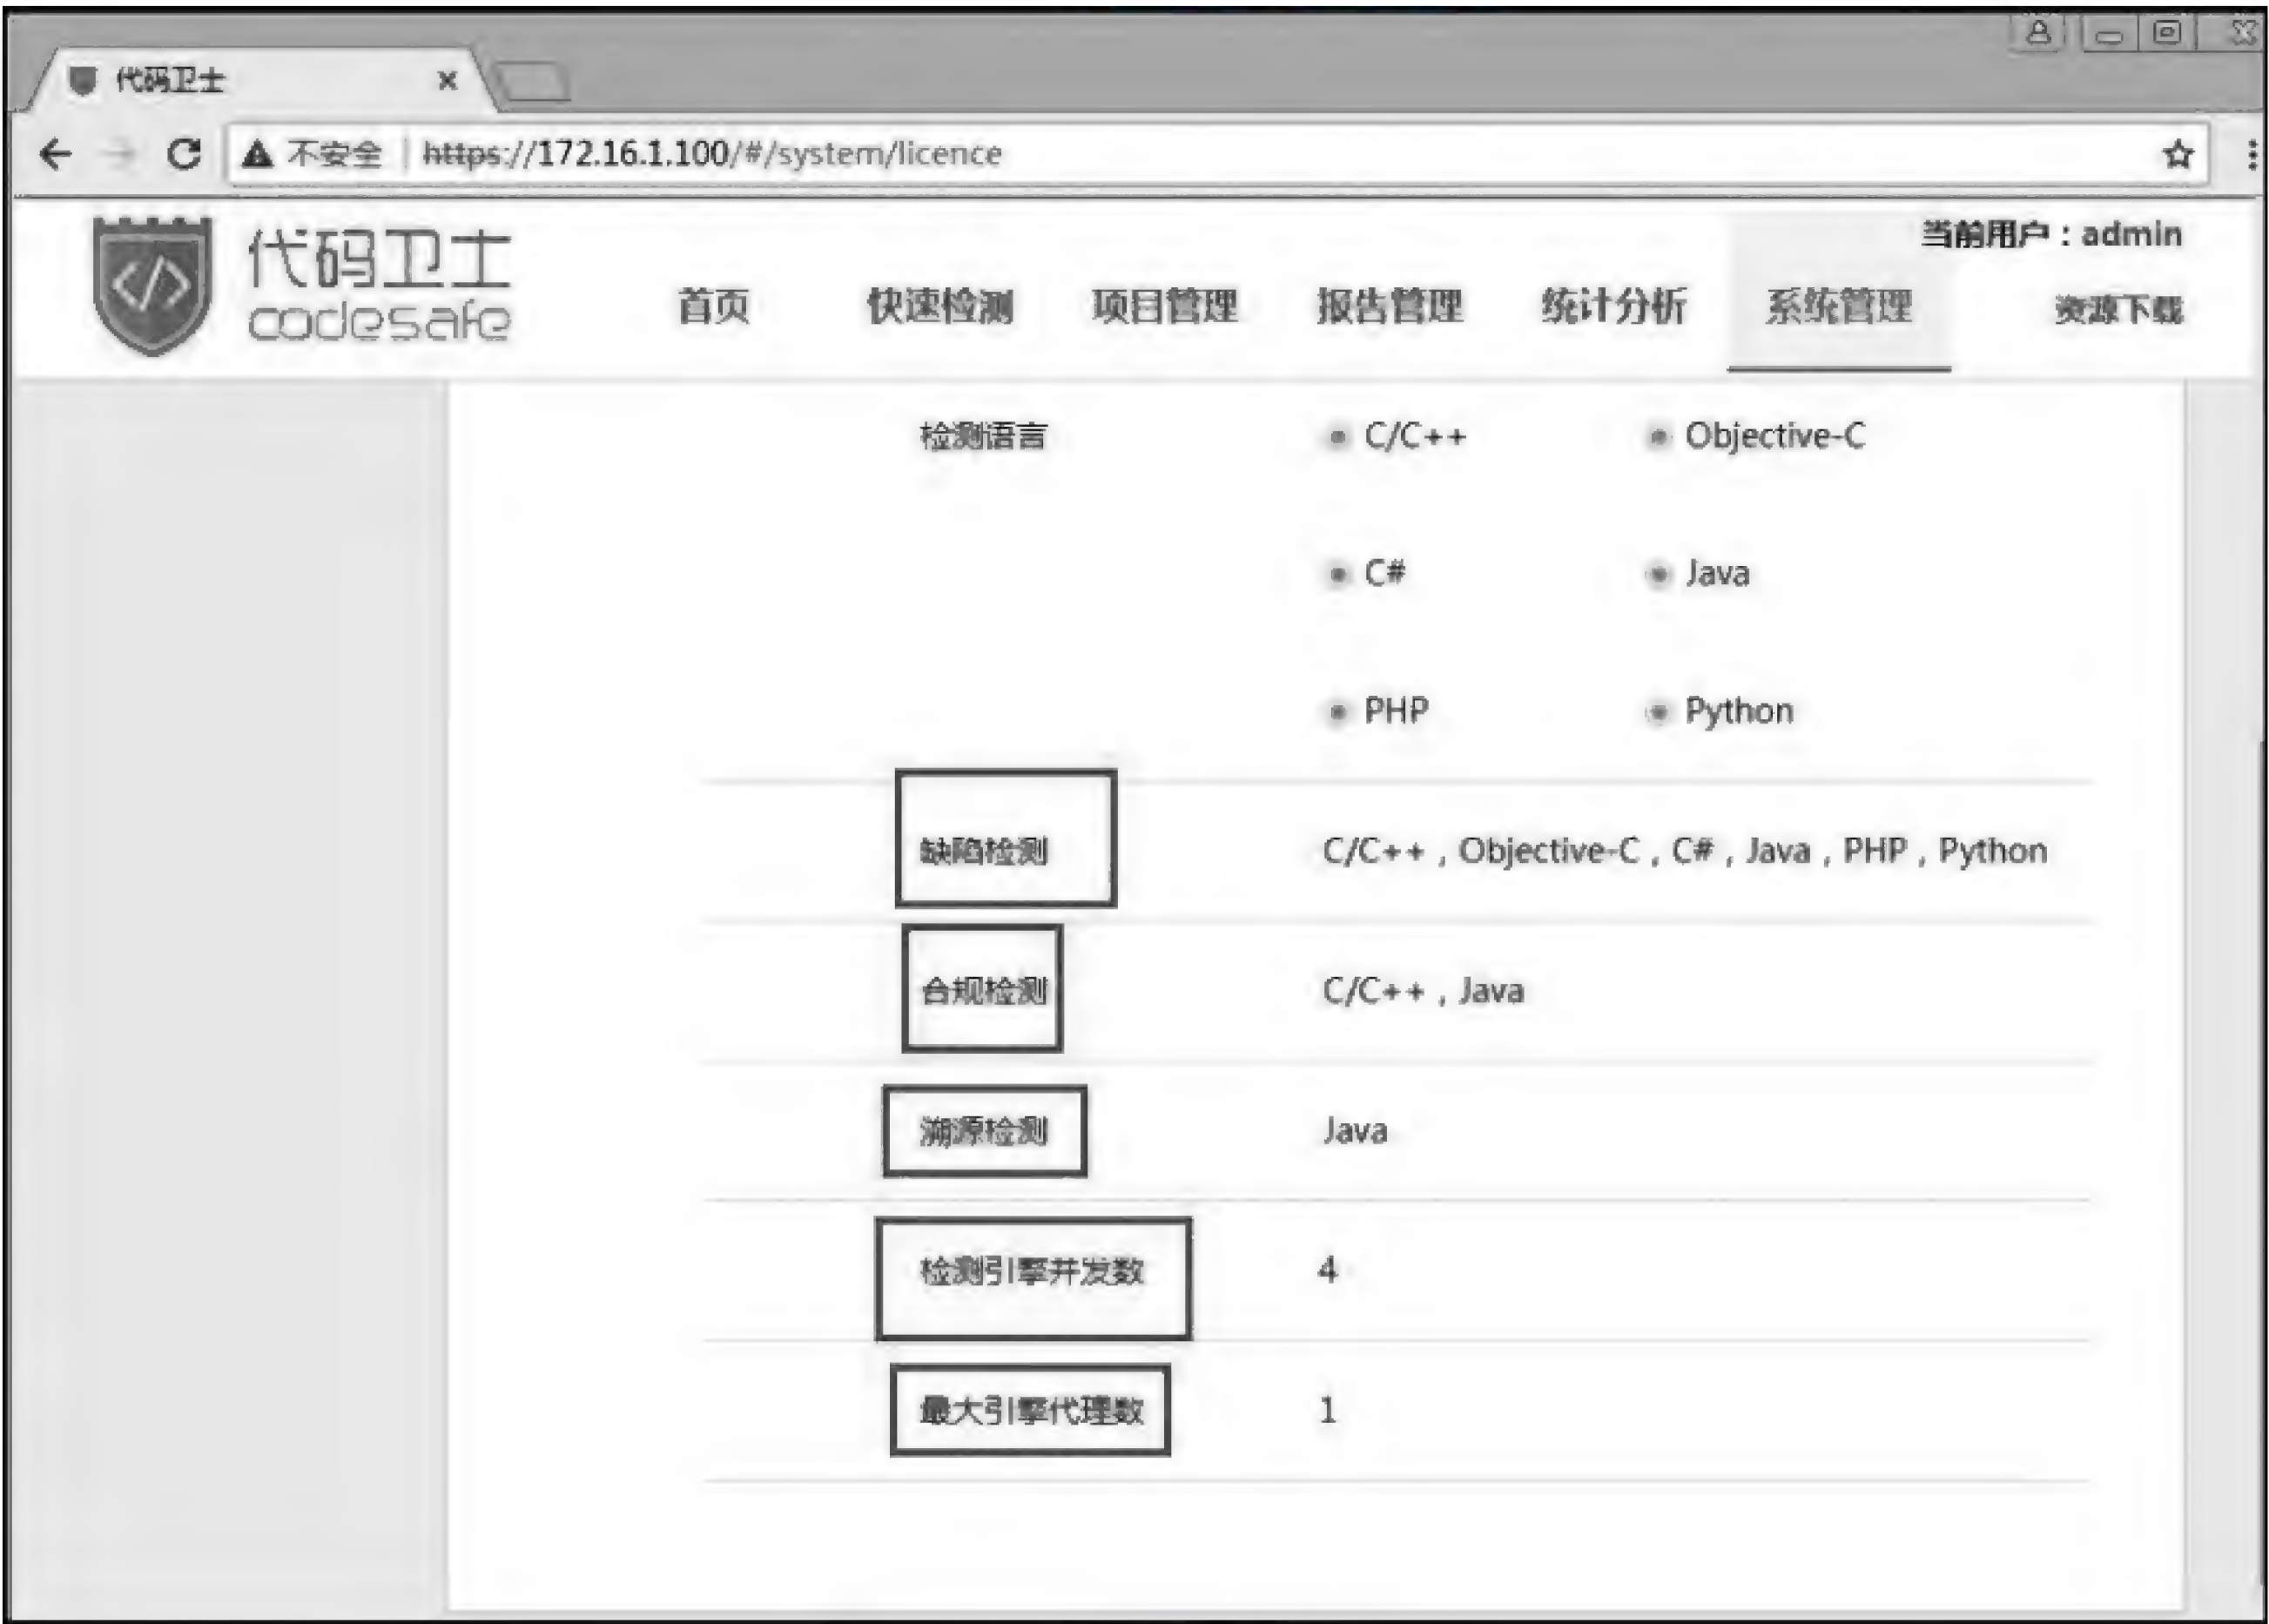 代码卫士
不安全 https://172.16.1.100/#/system/licence
当前用户：admin
代码卫士
codesafe
首页 快速检测 项目管理 报告管理 统计分析 系统管理 资源下载
检测语言 C/C++ Objective-C
C# Java
PHP Python
缺陷检测 C/C++ , Objective-C , C# , Java , PHP , Python
合规检测 C/C++ , Java
溯源检测 Java
检测引擎并发数 4
最大引擎代理数 1